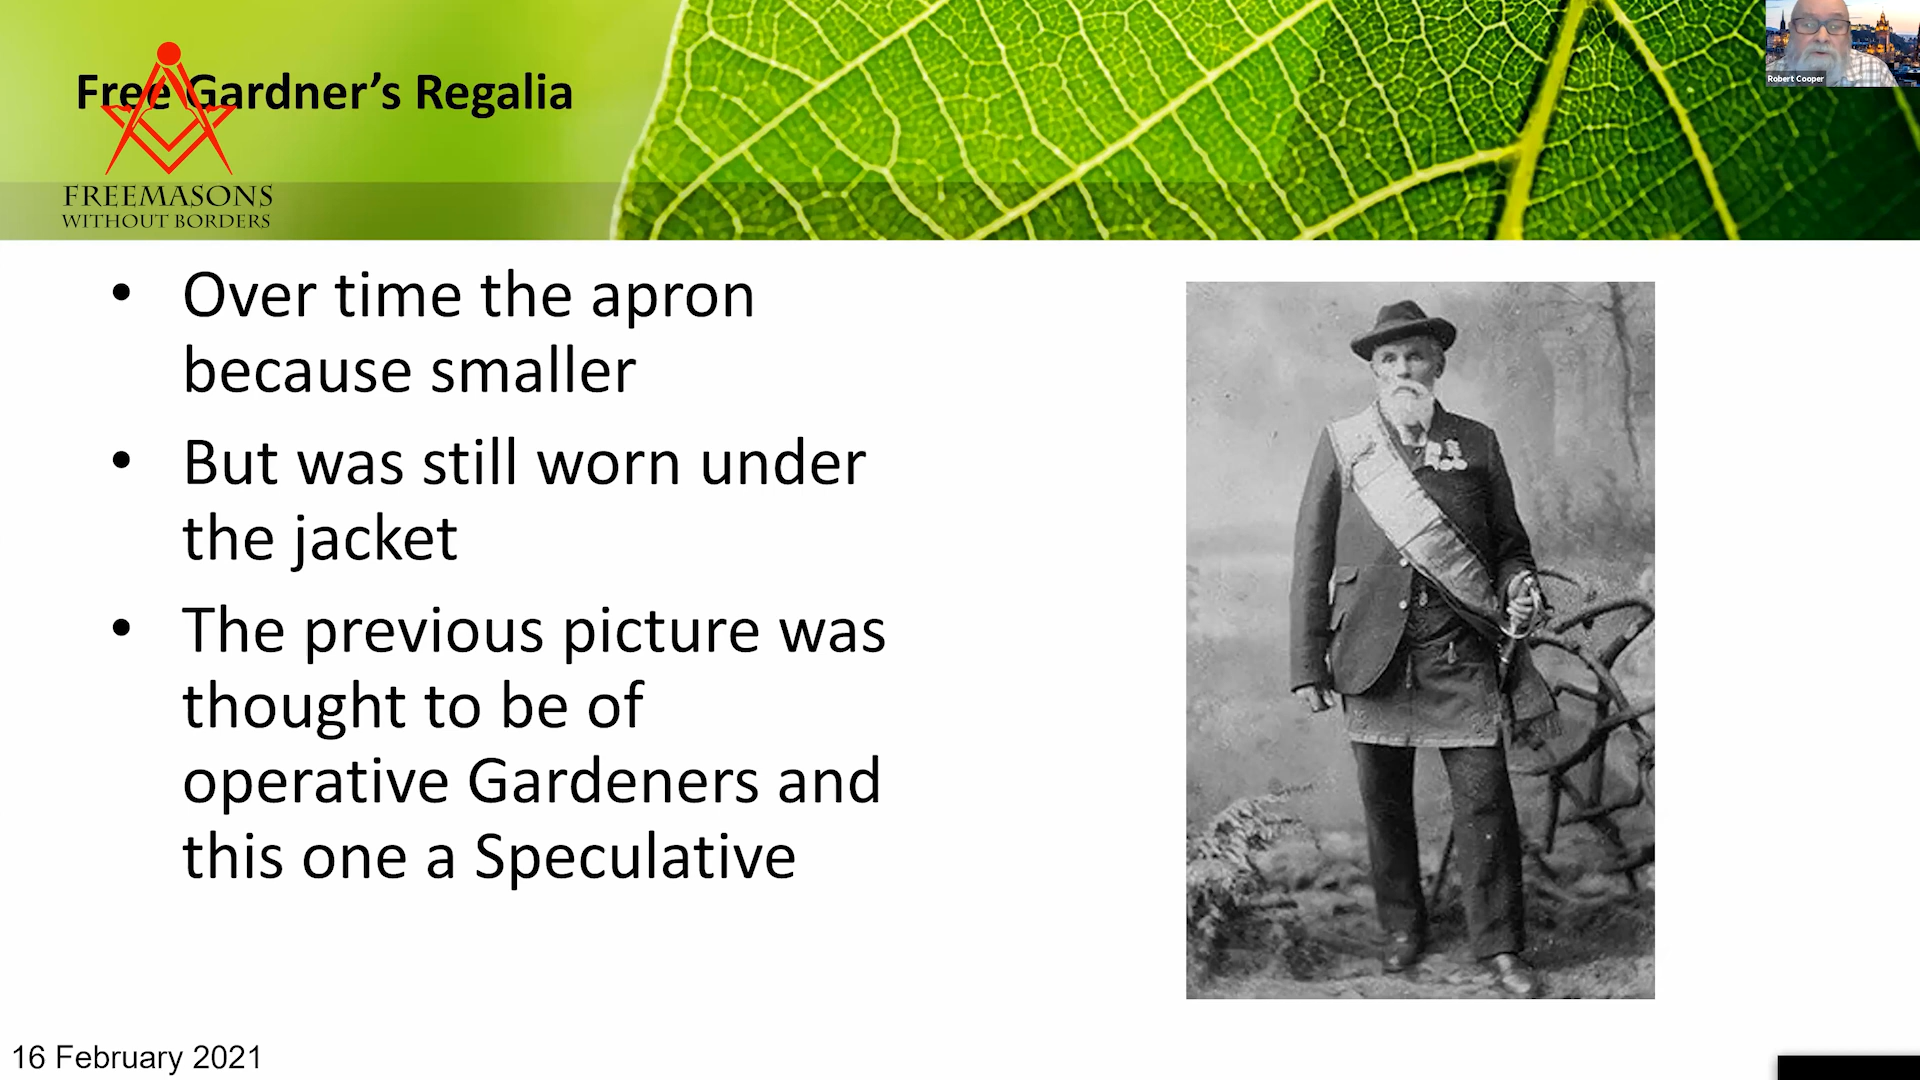 Free Gardner’s Regalia
FREEMASONS
WITHOUT BORDERS
Robert Cooper
• Over time the apron
because smaller
• But was still worn under
the jacket
• The previous picture was
thought to be of
operative Gardeners and
this one a Speculative
16 February 2021